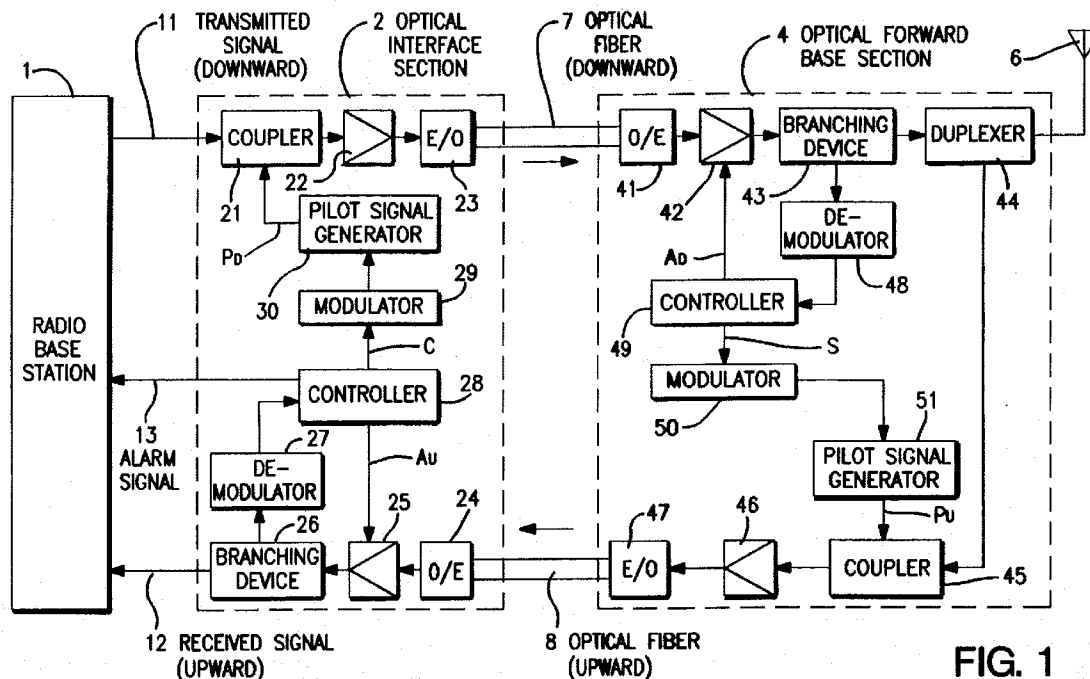 11 TRANSMITTED
SIGNAL
(DOWNWARD)
2 OPTICAL
INTERFACE
SECTION
7 OPTICAL
FIBER
(DOWNWARD)
4 OPTICAL FORWARD
BASE SECTION
6
1
COUPLER
21
22
E/O
23
O/E
41
42
BRANCHING
DEVICE
43
DUPLEXER
44
PD
PILOT SIGNAL
GENERATOR
30
DE-
MODULATOR
48
AD
MODULATOR
29
CONTROLLER
49
C
S
RADIO
BASE
STATION
CONTROLLER
28
MODULATOR
50
13
ALARM
SIGNAL
27
DE-
MODULATOR
AU
51
PILOT SIGNAL
GENERATOR
PU
26
BRANCHING
DEVICE
25
24
O/E
47
E/O
46
COUPLER
45
12 RECEIVED SIGNAL
(UPWARD)
8 OPTICAL FIBER
(UPWARD)
FIG. 1